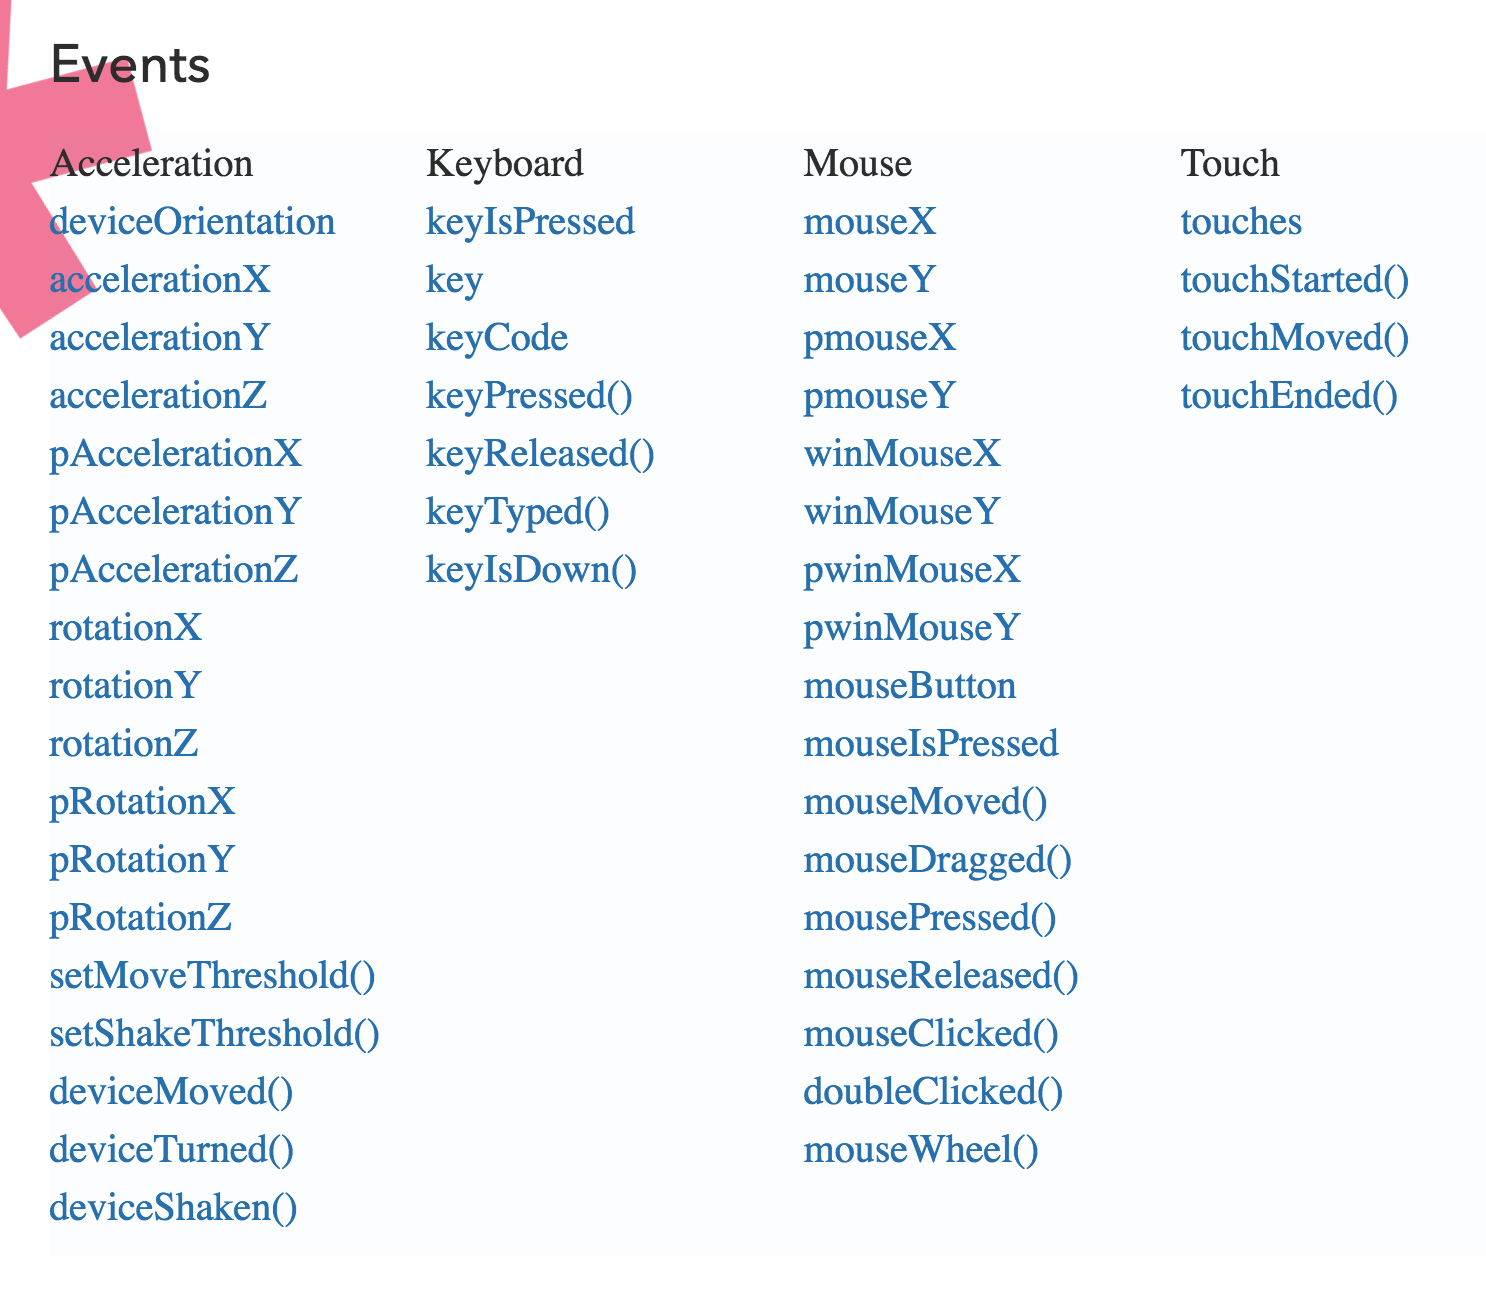 Events
Acceleration
deviceOrientation
accelerationX
accelerationY
accelerationZ
pAccelerationX
pAccelerationY
pAccelerationZ
rotationX
rotationY
rotationZ
pRotationX
pRotationY
pRotationZ
setMoveThreshold()
setShakeThreshold()
deviceMoved()
deviceTurned()
deviceShaken()
Keyboard
keyIsPressed
key
keyCode
keyPressed()
keyReleased()
keyTyped()
keyIsDown()
Mouse
mouseX
mouseY
pmouseX
pmouseY
winMouseX
winMouseY
pwinMouseX
pwinMouseY
mouseButton
mouseIsPressed
mouseMoved()
mouseDragged()
mousePressed()
mouseReleased()
mouseClicked()
doubleClicked()
mouseWheel()
Touch
touches
touchStarted()
touchMoved()
touchEnded()